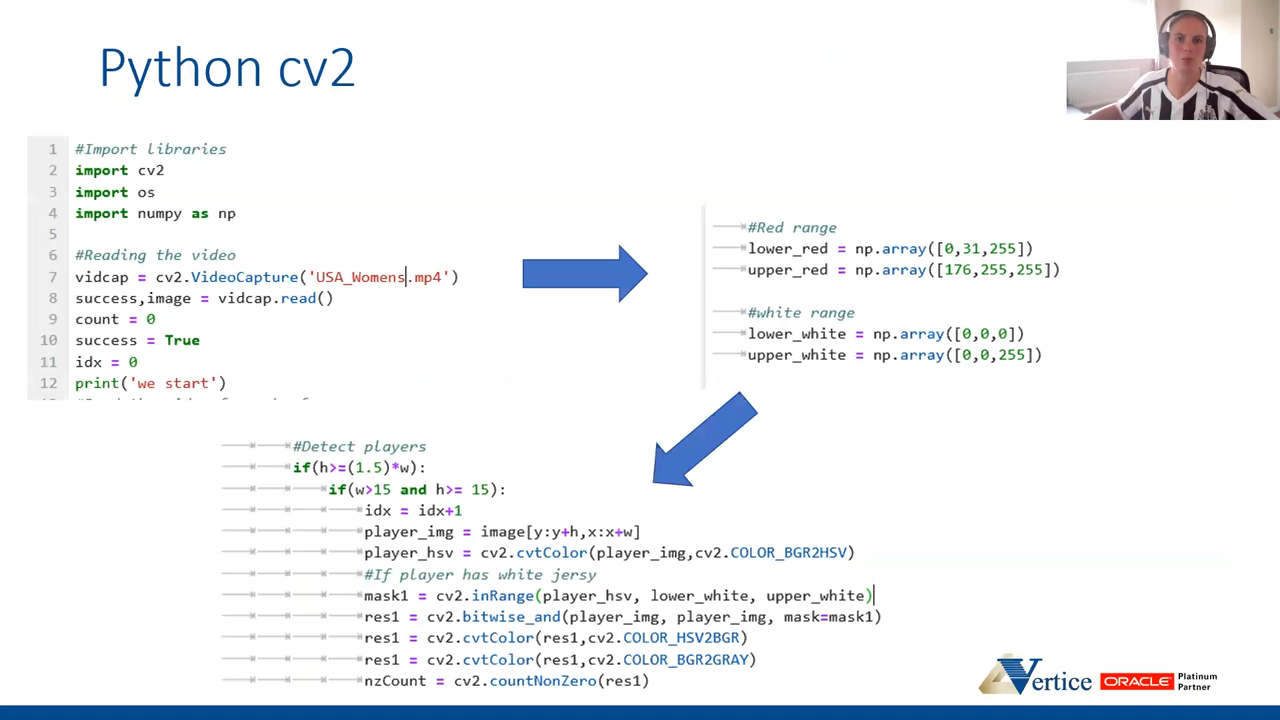 Python cv2
1 #Import libraries
2 import cv2
3 import os
4 import numpy as np
5
6 #Reading the video
7 vidcap = cv2.VideoCapture('USA_Womens.mp4')
8 success,image = vidcap.read()
9 count = 0
10 success = True
11 idx = 0
12 print('we start')
#Red range
lower_red = np.array([0,31,255])
upper_red = np.array([176,255,255])
#white range
lower_white = np.array([0,0,0])
upper_white = np.array([0,0,255])
#Detect players
if(h>=(1.5)*w):
if(w>15 and h>= 15):
idx = idx+1
player_img = image[y:y+h,x:x+w]
player_hsv = cv2.cvtColor(player_img,cv2.COLOR_BGR2HSV)
#If player has white jersy
mask1 = cv2.inRange(player_hsv, lower_white, upper_white)
res1 = cv2.bitwise_and(player_img, player_img, mask=mask1)
res1 = cv2.cvtColor(res1,cv2.COLOR_HSV2BGR)
res1 = cv2.cvtColor(res1,cv2.COLOR_BGR2GRAY)
nzCount = cv2.countNonZero(res1)
Vertice ORACLE Platinum
Partner